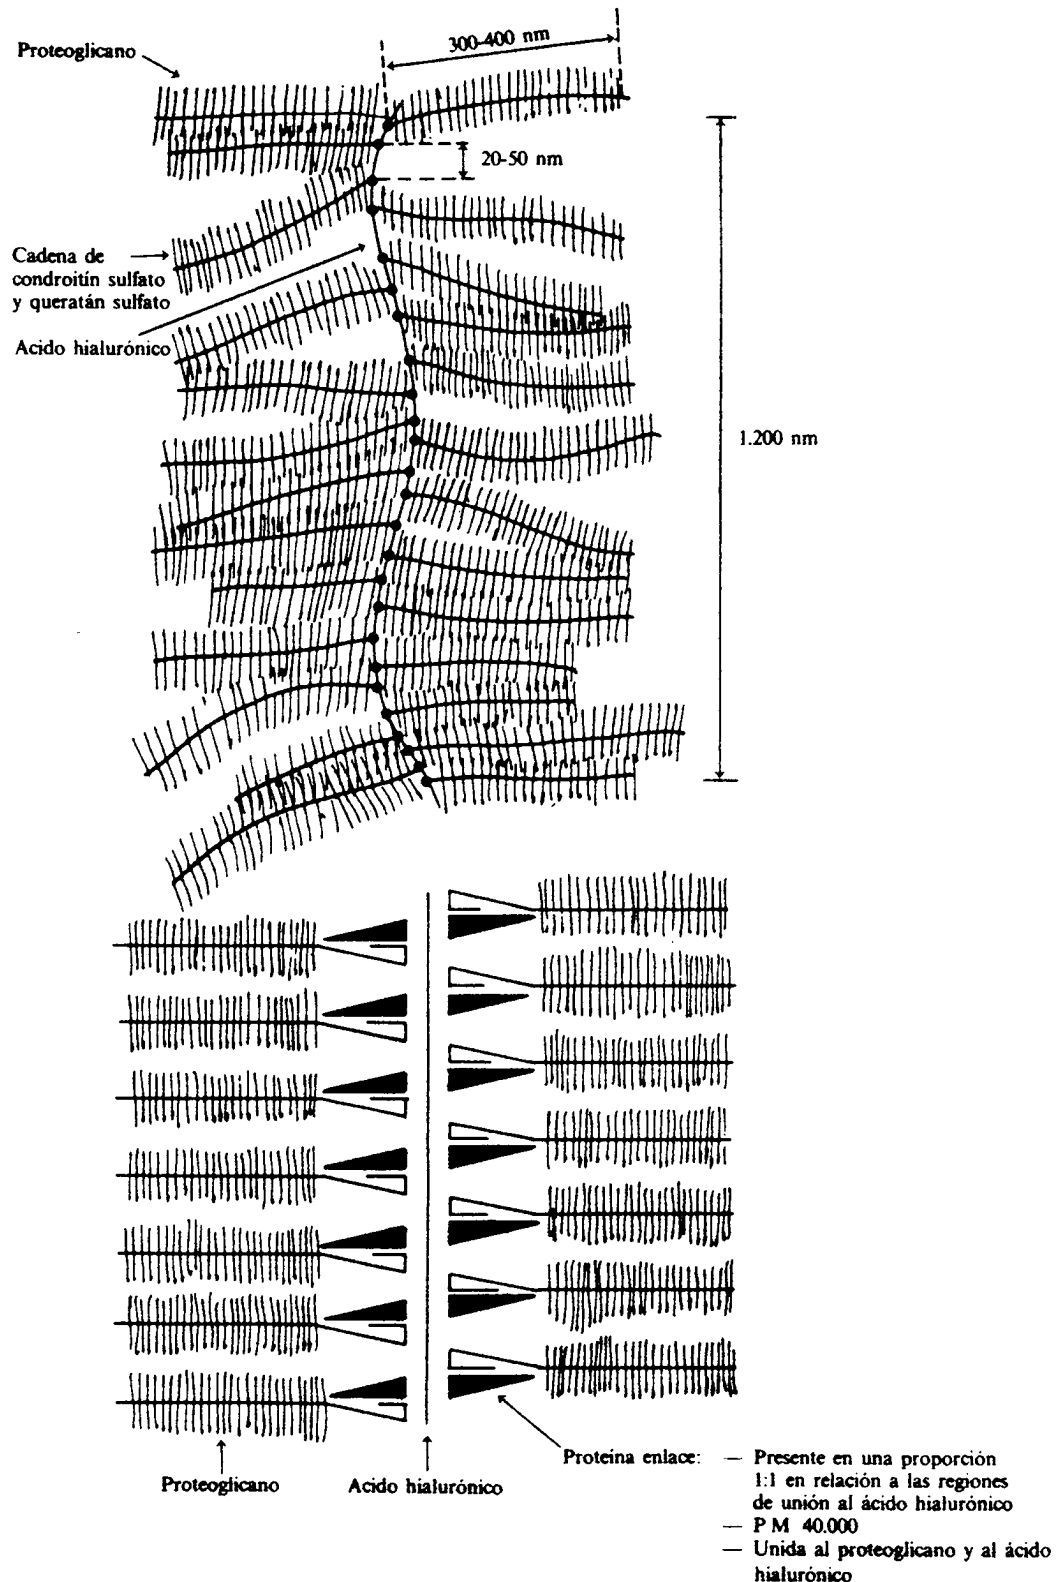 300-400 nm
Proteoglicano
20-50 nm
Cadena de
condroitín sulfato
y queratán sulfato
Acido hialurónico
1.200 nm
Proteína enlace: — Presente en una proporción
1:1 en relación a las regiones
de unión al ácido hialurónico
— P M 40.000
— Unida al proteoglicano y al ácido
hialurónico
Proteoglicano
Acido hialurónico